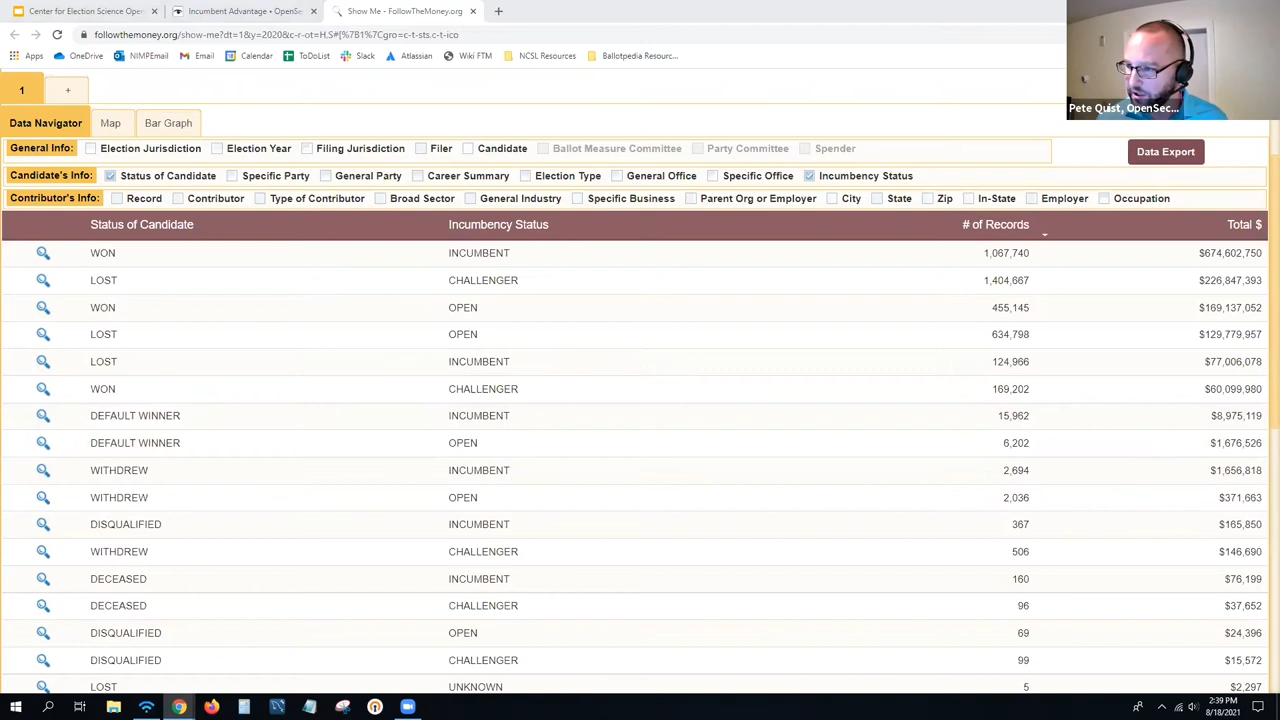 Center for Election Science Open
Incumbent Advantage • OpenSe
Show Me - FollowTheMoney.org
followthemoney.org/show-me?dt=1&y=2020&c-r-ot=H,S#[%7B1%7Cgro=c-t-sts,c-t-ico
Apps OneDrive NIMPEmail Email Calendar ToDoList Slack Atlassian Wiki FTM NCSL Resources Ballotpedia Resourc...
Pete Quist, OpenSec...
1 +
Data Navigator Map Bar Graph
General Info: Election Jurisdiction Election Year Filing Jurisdiction Filer Candidate Ballot Measure Committee Party Committee Spender
Data Export
Candidate's Info: Status of Candidate Specific Party General Party Career Summary Election Type General Office Specific Office Incumbency Status
Contributor's Info: Record Contributor Type of Contributor Broad Sector General Industry Specific Business Parent Org or Employer City State Zip In-State Employer Occupation
Status of Candidate Incumbency Status # of Records Total $
WON INCUMBENT 1,067,740 $674,602,750
LOST CHALLENGER 1,404,667 $226,847,393
WON OPEN 455,145 $169,137,052
LOST OPEN 634,798 $129,779,957
LOST INCUMBENT 124,966 $77,006,078
WON CHALLENGER 169,202 $60,099,980
DEFAULT WINNER INCUMBENT 15,962 $8,975,119
DEFAULT WINNER OPEN 6,202 $1,676,526
WITHDREW INCUMBENT 2,694 $1,656,818
WITHDREW OPEN 2,036 $371,663
DISQUALIFIED INCUMBENT 367 $165,850
WITHDREW CHALLENGER 506 $146,690
DECEASED INCUMBENT 160 $76,199
DECEASED CHALLENGER 96 $37,652
DISQUALIFIED OPEN 69 $24,396
DISQUALIFIED CHALLENGER 99 $15,572
LOST UNKNOWN 5 $2,297
2:39 PM
8/18/2021